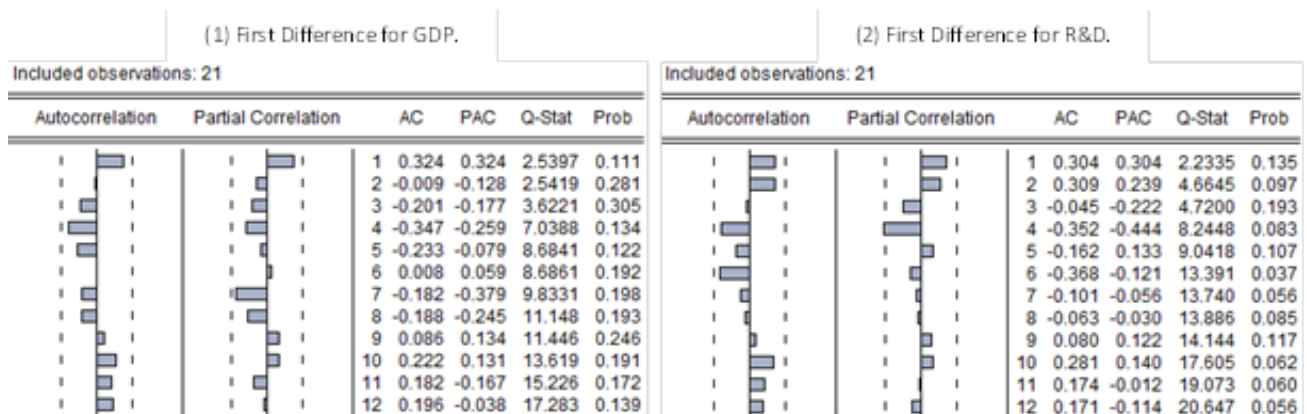 (1) First Difference for GDP.
Included observations: 21
Autocorrelation Partial Correlation AC PAC Q-Stat Prob
1 0.324 0.324 2.5397 0.111
2 -0.009 -0.128 2.5419 0.281
3 -0.201 -0.177 3.6221 0.305
4 -0.347 -0.259 7.0388 0.134
5 -0.233 -0.079 8.6841 0.122
6 0.008 0.059 8.6861 0.192
7 -0.182 -0.379 9.8331 0.198
8 -0.188 -0.245 11.148 0.193
9 0.086 0.134 11.446 0.246
10 0.222 0.131 13.619 0.191
11 0.182 -0.167 15.226 0.172
12 0.196 -0.038 17.283 0.139
(2) First Difference for R&D.
Included observations: 21
Autocorrelation Partial Correlation AC PAC Q-Stat Prob
1 0.304 0.304 2.2335 0.135
2 0.309 0.239 4.6645 0.097
3 -0.045 -0.222 4.7200 0.193
4 -0.352 -0.444 8.2448 0.083
5 -0.162 0.133 9.0418 0.107
6 -0.368 -0.121 13.391 0.037
7 -0.101 -0.056 13.740 0.056
8 -0.063 -0.030 13.886 0.085
9 0.080 0.122 14.144 0.117
10 0.281 0.140 17.605 0.062
11 0.174 -0.012 19.073 0.060
12 0.171 -0.114 20.647 0.056